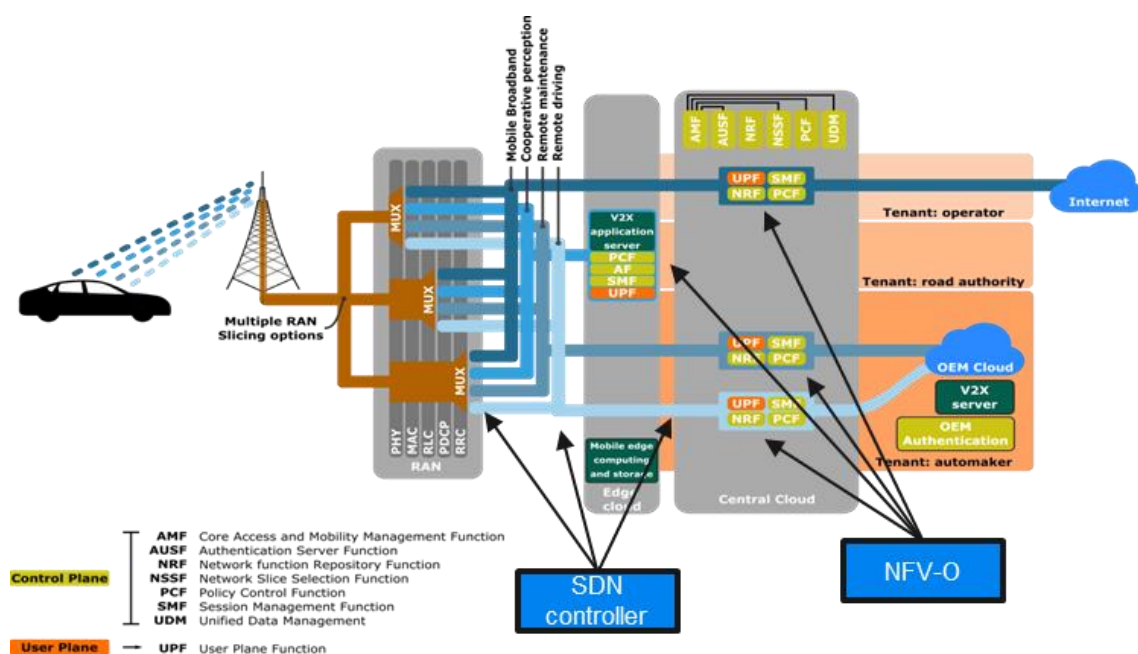 Mobile Broadband
Cooperative perception
Remote maintenance
Remote driving
AMF
AUSF
NRF
NSSF
PCF
UDM
MUX
MUX
MUX
Multiple RAN
Slicing options
PHY
MAC
RLC
PDCP
RRC
RAN
V2X
application
server
PCF
AF
SMF
UPF
Mobile edge
computing
and storage
Edge
cloud
UPF SMF
NRF PCF
UPF SMF
NRF PCF
UPF SMF
NRF PCF
Central Cloud
Internet
Tenant: operator
Tenant: road authority
OEM Cloud
V2X
server
OEM
Authentication
Tenant: automaker
SDN
controller
NFV-O
Control Plane
AMF Core Access and Mobility Management Function
AUSF Authentication Server Function
NRF Network function Repository Function
NSSF Network Slice Selection Function
PCF Policy Control Function
SMF Session Management Function
UDM Unified Data Management
User Plane
UPF User Plane Function